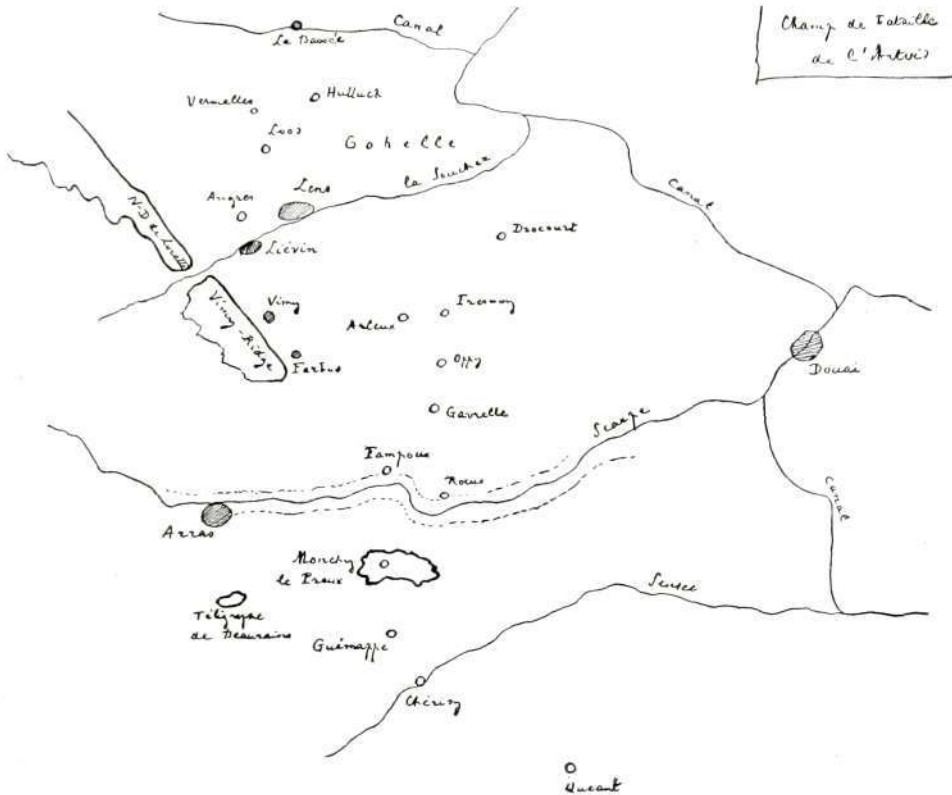 Champ de Bataille
de l'Artois
Canal
La Bassée
Vermelles
Hulluch
Loos
Gohelle
la Souchez
Canal
Angres
Lens
N-D de Lorette
Liévin
Drocourt
Vimy-Ridge
Vimy
Arleux
Fresnoy
Farbus
Oppy
Douai
Gavrelle
Scarpe
Fampoux
Roeux
Canal
Arras
Monchy
le Preux
Sensée
Télégraphe
de Beaurains
Guémappe
Chérisy
Quéant